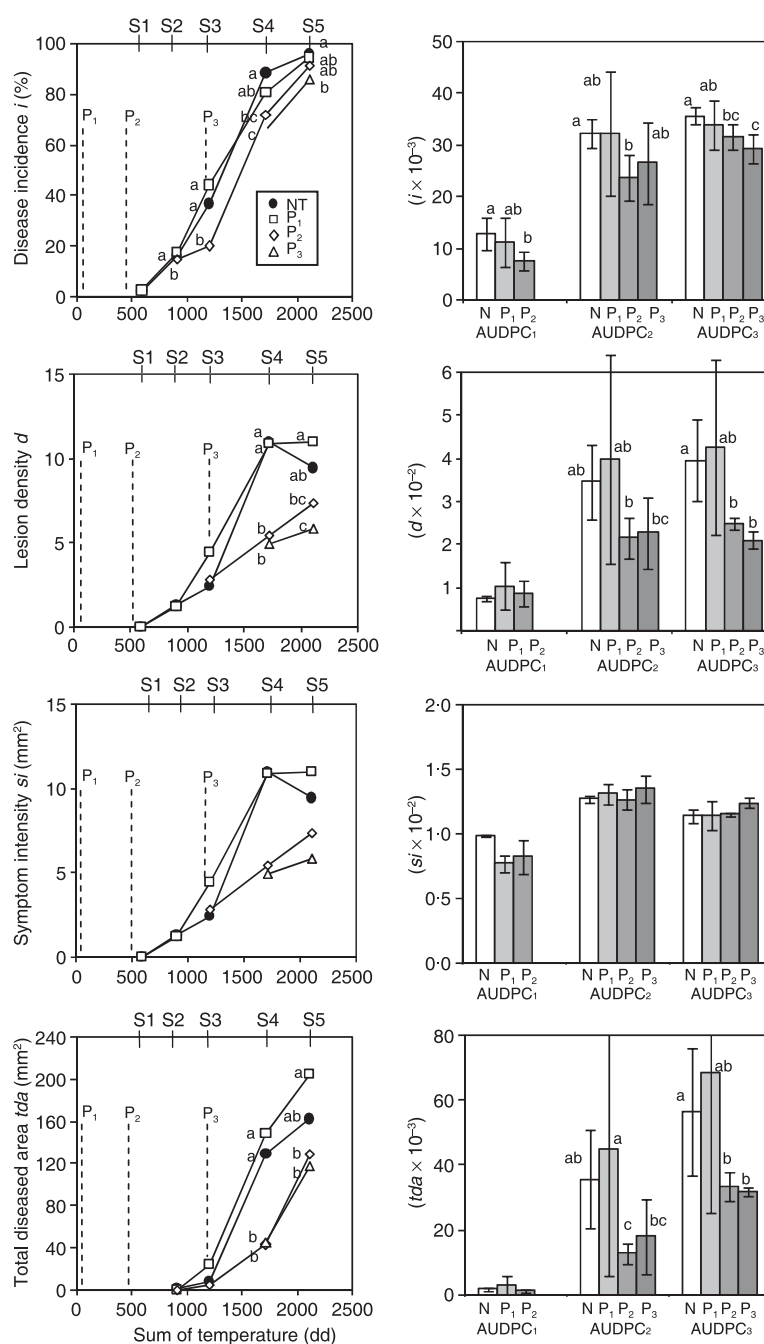 S1 S2 S3 S4 S5
Disease incidence i (%)
100
80
60
40
20
0
P₁ P₂ P₃
a a a a a ab bc c b b a ab ab b
NT
P₁
P₂
P₃
0 500 1000 1500 2000 2500
(i × 10⁻³)
50
40
30
20
10
0
a ab b
ab a b ab
a ab bc c
N P₁ P₂ N P₁ P₂ P₃ N P₁ P₂ P₃
AUDPC₁ AUDPC₂ AUDPC₃
S1 S2 S3 S4 S5
Lesion density d
15
10
5
0
P₁ P₂ P₃
a a a ab bc b b c
0 500 1000 1500 2000 2500
(d × 10⁻²)
6
5
4
3
2
1
ab ab b bc
a ab b b
N P₁ P₂ N P₁ P₂ P₃ N P₁ P₂ P₃
AUDPC₁ AUDPC₂ AUDPC₃
S1 S2 S3 S4 S5
Symptom intensity si (mm²)
15
10
5
0
P₁ P₂ P₃
0 500 1000 1500 2000 2500
(si × 10⁻²)
2·0
1·5
1·0
0·5
0·0
N P₁ P₂ N P₁ P₂ P₃ N P₁ P₂ P₃
AUDPC₁ AUDPC₂ AUDPC₃
S1 S2 S3 S4 S5
Total diseased area tda (mm²)
240
200
160
120
80
40
0
P₁ P₂ P₃
a a a ab b b b b
0 500 1000 1500 2000 2500
Sum of temperature (dd)
(tda × 10⁻³)
80
60
40
20
0
ab a c bc
a ab b b
N P₁ P₂ N P₁ P₂ P₃ N P₁ P₂ P₃
AUDPC₁ AUDPC₂ AUDPC₃